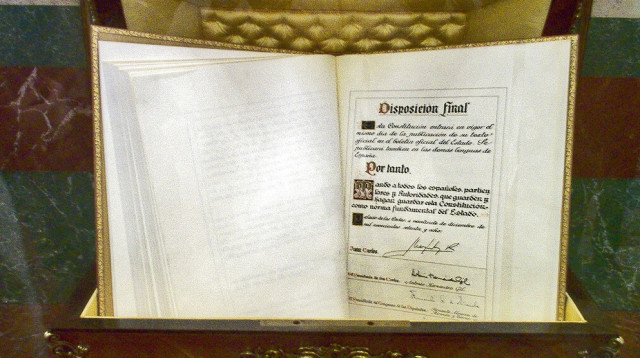 Disposición final
Esta Constitución entrará en vigor el
mismo día de la publicación de su texto
oficial en el boletín oficial del Estado. Se
publicará también en las demás lenguas de
España.
Por tanto,
Mando a todos los españoles, particu
lares y Autoridades, que guarden y
hagan guardar esta Constitución
como norma fundamental del Estado.
Palacio de las Cortes, a veintisiete de diciembre de
mil novecientos setenta y ocho.
Juan Carlos
El Presidente de las Cortes,
Antonio Hernández Gil
El Presidente del Congreso de los Diputados,